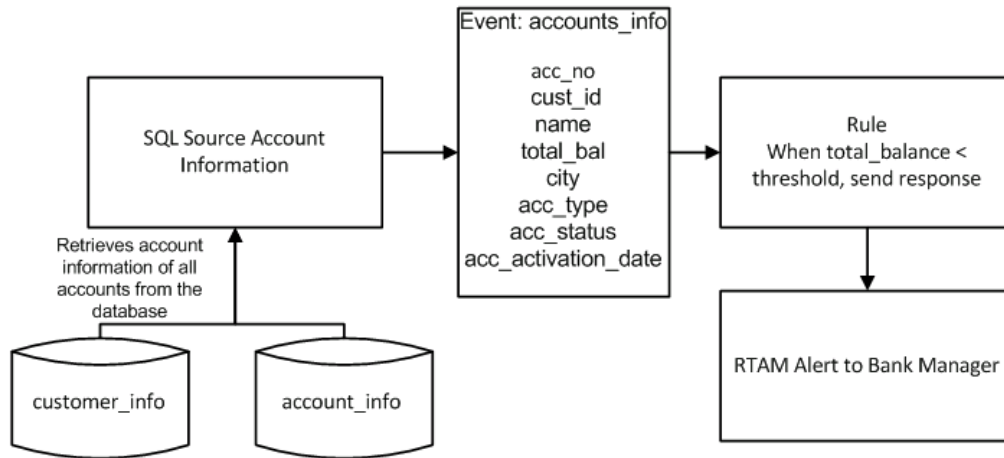 Event: accounts_info
acc_no
cust_id
name
total_bal
city
acc_type
acc_status
acc_activation_date
SQL Source Account
Information
Rule
When total_balance <
threshold, send response
Retrieves account
information of all
accounts from the
database
customer_info
account_info
RTAM Alert to Bank Manager